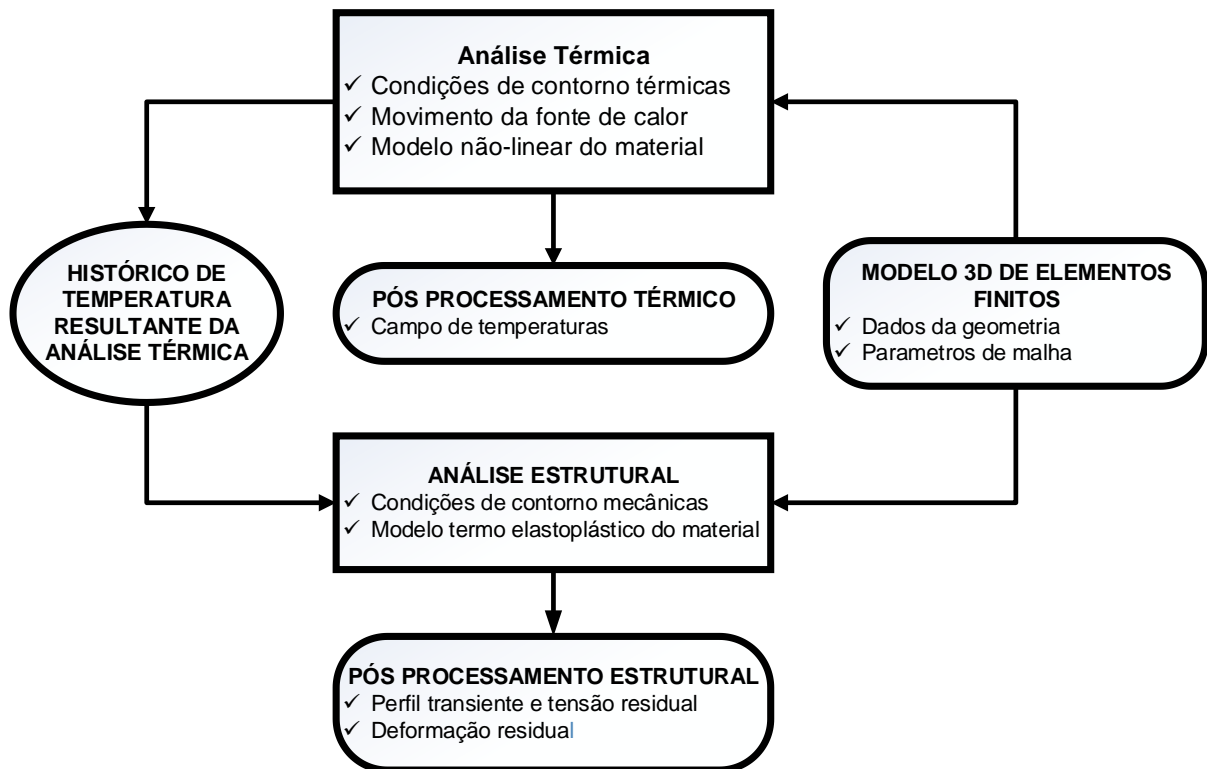 Análise Térmica
✓ Condições de contorno térmicas
✓ Movimento da fonte de calor
✓ Modelo não-linear do material
HISTÓRICO DE
TEMPERATURA
RESULTANTE DA
ANÁLISE TÉRMICA
PÓS PROCESSAMENTO TÉRMICO
✓ Campo de temperaturas
MODELO 3D DE ELEMENTOS
FINITOS
✓ Dados da geometria
✓ Parametros de malha
ANÁLISE ESTRUTURAL
✓ Condições de contorno mecânicas
✓ Modelo termo elastoplástico do material
PÓS PROCESSAMENTO ESTRUTURAL
✓ Perfil transiente e tensão residual
✓ Deformação residual